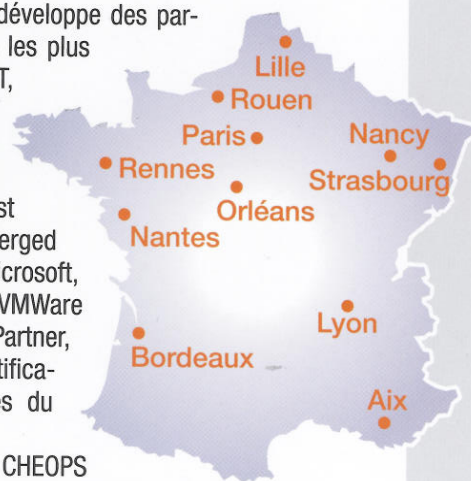 développe des par-
les plus
T,
st
erged
icrosoft,
VMWare
Partner,
tifica-
es du
CHEOPS
Lille
Rouen
Paris
Nancy
Strasbourg
Rennes
Orléans
Nantes
Lyon
Bordeaux
Aix